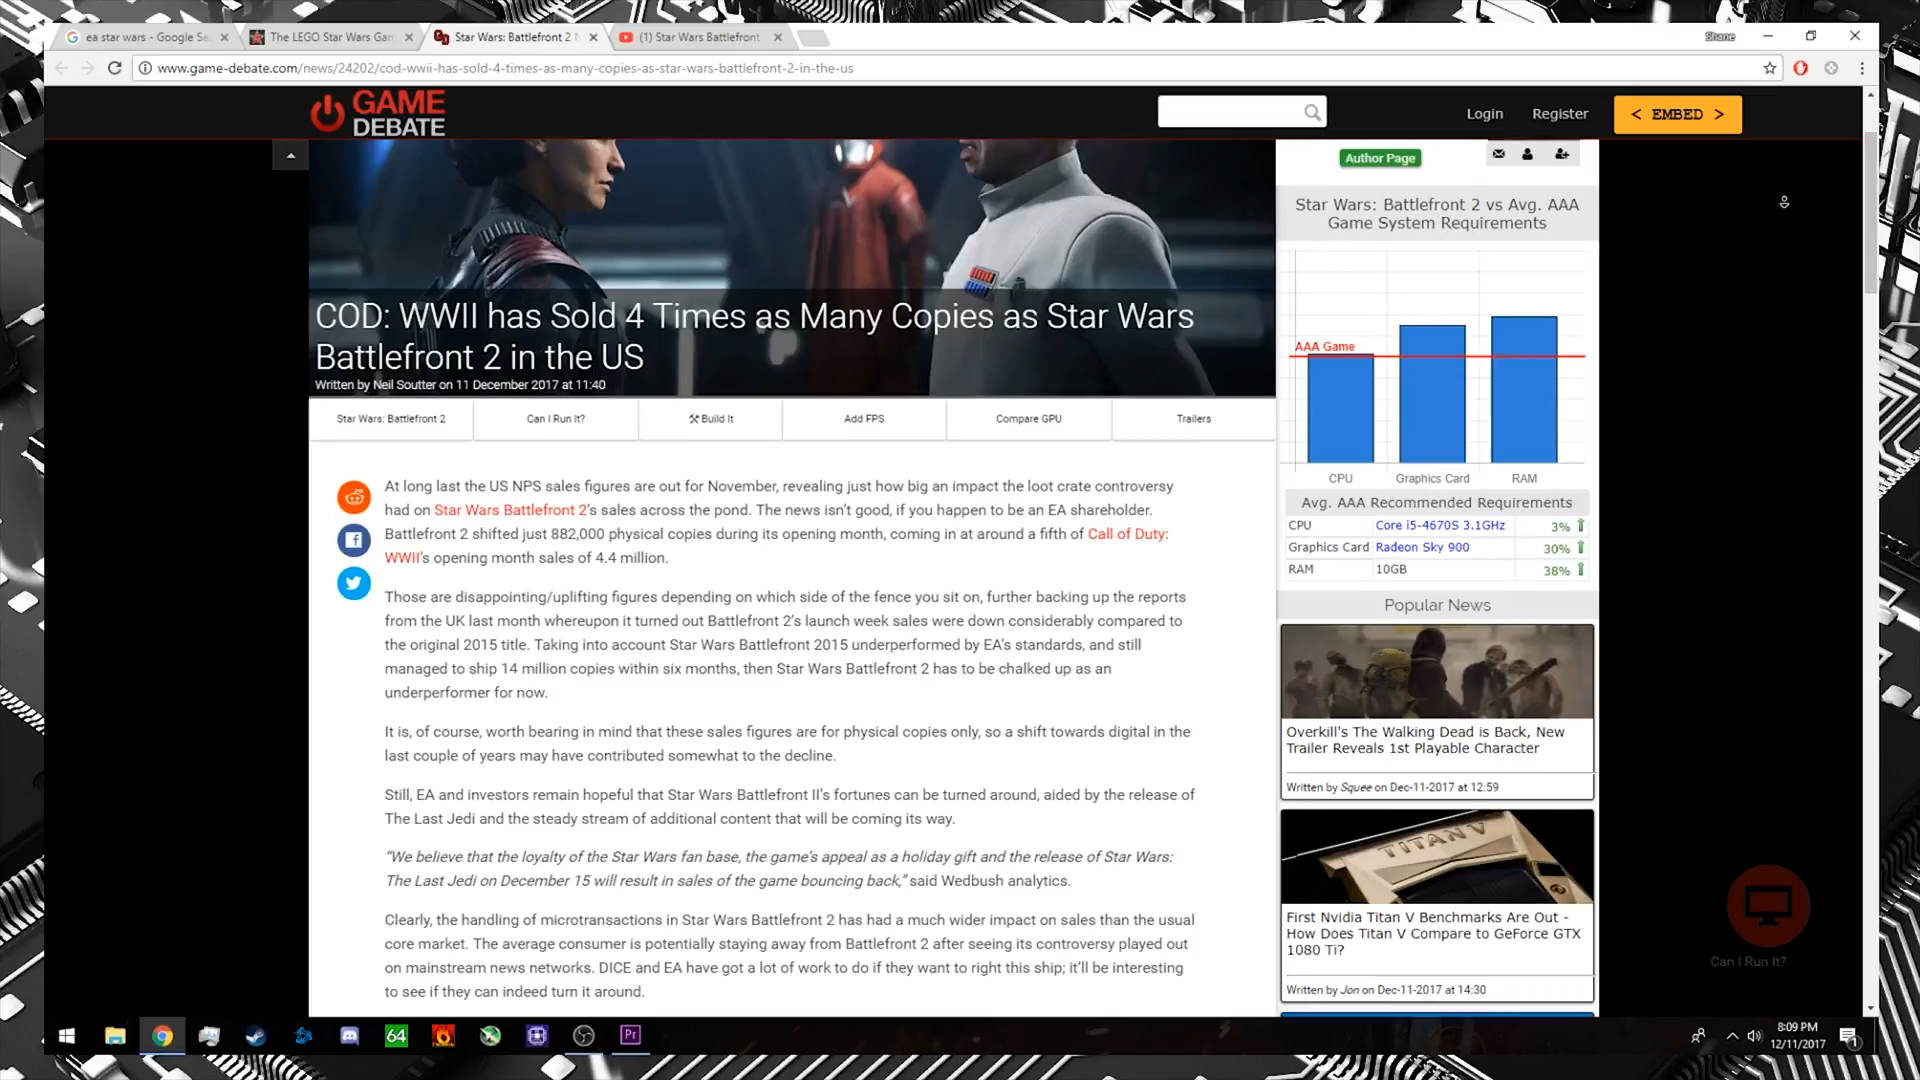 ea star wars - Google Se
The LEGO Star Wars Gam
Star Wars: Battlefront 2
(1) Star Wars Battlefront
Shane
www.game-debate.com/news/24202/cod-wwii-has-sold-4-times-as-many-copies-as-star-wars-battlefront-2-in-the-us
GAME
DEBATE
Login
Register
< EMBED >
COD: WWII has Sold 4 Times as Many Copies as Star Wars
Battlefront 2 in the US
Written by Neil Soutter on 11 December 2017 at 11:40
Star Wars: Battlefront 2
Can I Run It?
Build It
Add FPS
Compare GPU
Trailers
At long last the US NPS sales figures are out for November, revealing just how big an impact the loot crate controversy
had on Star Wars Battlefront 2's sales across the pond. The news isn't good, if you happen to be an EA shareholder.
Battlefront 2 shifted just 882,000 physical copies during its opening month, coming in at around a fifth of Call of Duty:
WWII's opening month sales of 4.4 million.
Those are disappointing/uplifting figures depending on which side of the fence you sit on, further backing up the reports
from the UK last month whereupon it turned out Battlefront 2's launch week sales were down considerably compared to
the original 2015 title. Taking into account Star Wars Battlefront 2015 underperformed by EA's standards, and still
managed to ship 14 million copies within six months, then Star Wars Battlefront 2 has to be chalked up as an
underperformer for now.
It is, of course, worth bearing in mind that these sales figures are for physical copies only, so a shift towards digital in the
last couple of years may have contributed somewhat to the decline.
Still, EA and investors remain hopeful that Star Wars Battlefront II's fortunes can be turned around, aided by the release of
The Last Jedi and the steady stream of additional content that will be coming its way.
"We believe that the loyalty of the Star Wars fan base, the game's appeal as a holiday gift and the release of Star Wars:
The Last Jedi on December 15 will result in sales of the game bouncing back," said Wedbush analytics.
Clearly, the handling of microtransactions in Star Wars Battlefront 2 has had a much wider impact on sales than the usual
core market. The average consumer is potentially staying away from Battlefront 2 after seeing its controversy played out
on mainstream news networks. DICE and EA have got a lot of work to do if they want to right this ship; it'll be interesting
to see if they can indeed turn it around.
Author Page
Star Wars: Battlefront 2 vs Avg. AAA
Game System Requirements
AAA Game
CPU
Graphics Card
RAM
Avg. AAA Recommended Requirements
CPU Core i5-4670S 3.1GHz 3%
Graphics Card Radeon Sky 900 30%
RAM 10GB 38%
Popular News
Overkill's The Walking Dead is Back, New
Trailer Reveals 1st Playable Character
Written by Squee on Dec-11-2017 at 12:59
TITAN V
First Nvidia Titan V Benchmarks Are Out -
How Does Titan V Compare to GeForce GTX
1080 Ti?
Written by Jon on Dec-11-2017 at 14:30
Can I Run It?
64
Pr
8:09 PM
12/11/2017
1